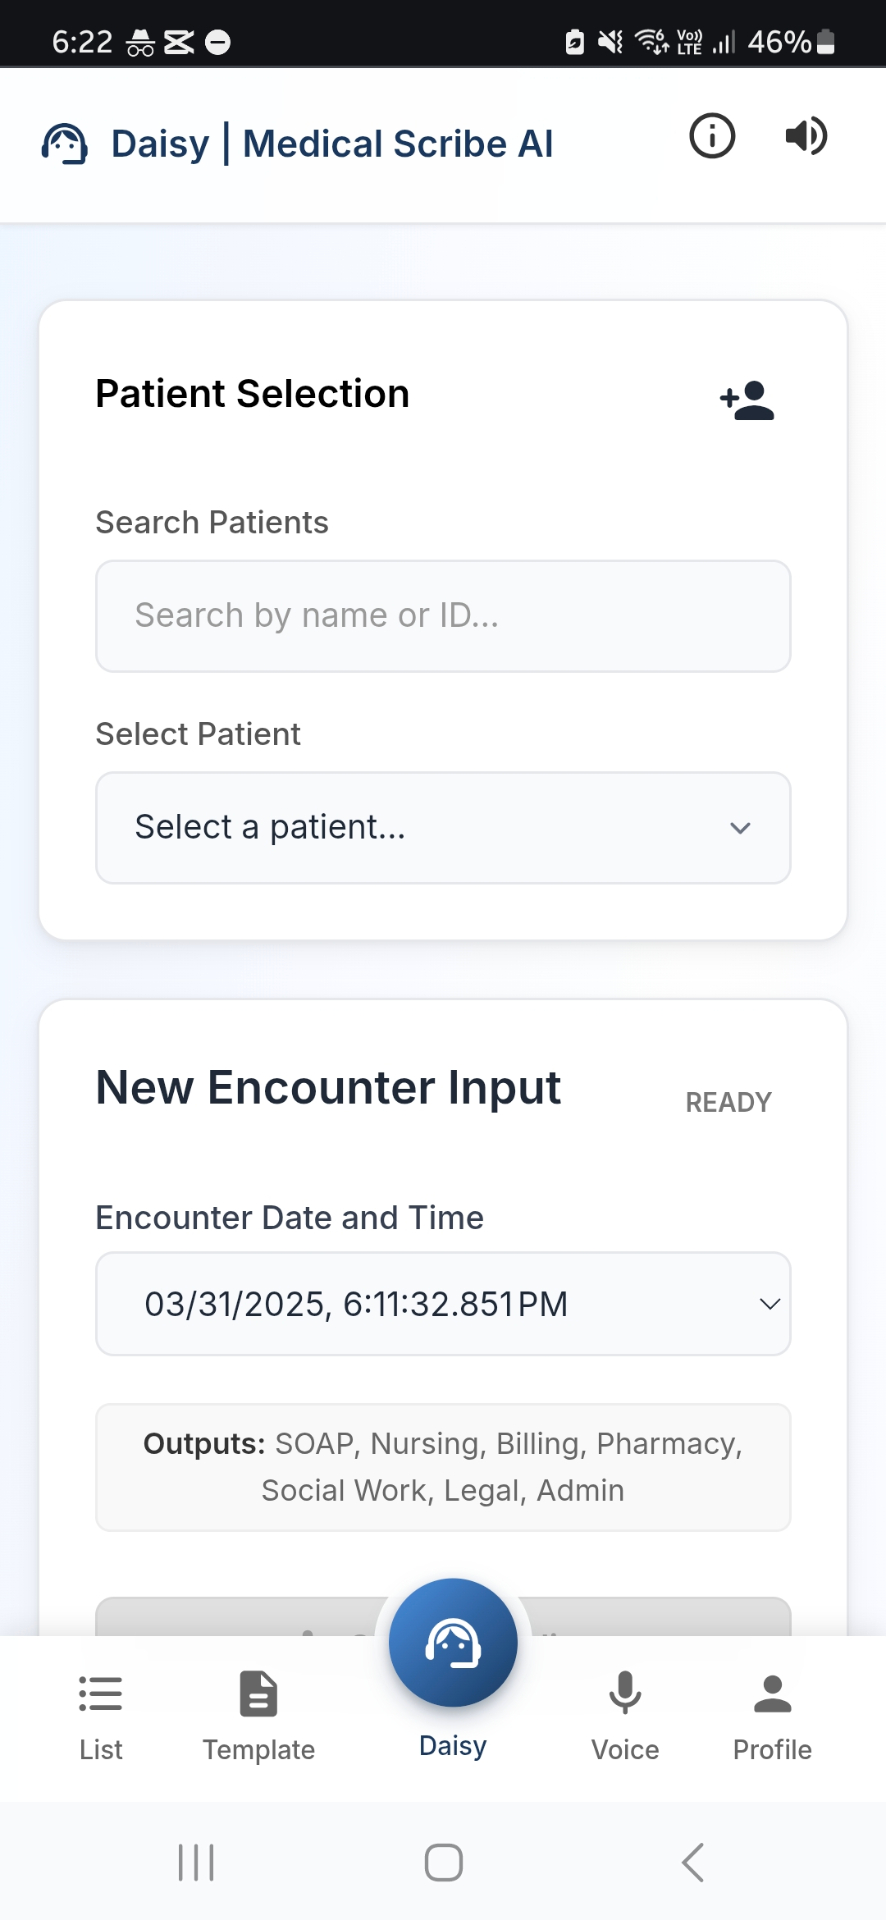 6:22
46%
Daisy | Medical Scribe AI
Patient Selection
Search Patients
Search by name or ID...
Select Patient
Select a patient...
New Encounter Input
READY
Encounter Date and Time
03/31/2025, 6:11:32.851 PM
Outputs: SOAP, Nursing, Billing, Pharmacy,
Social Work, Legal, Admin
List
Template
Daisy
Voice
Profile